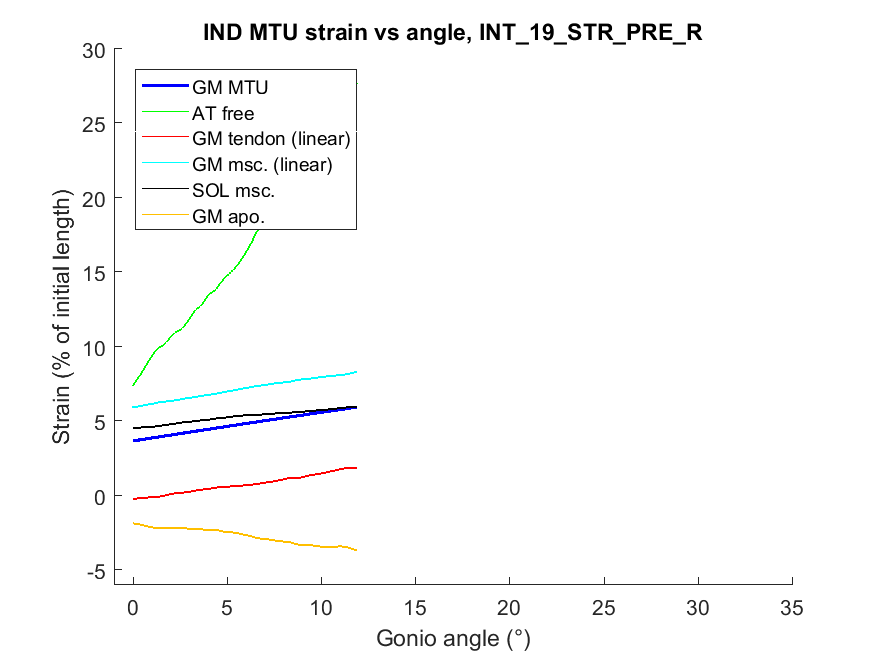 IND MTU strain vs angle, INT_19_STR_PRE_R
30
25
20
15
10
5
0
-5
Strain (% of initial length)
GM MTU
AT free
GM tendon (linear)
GM msc. (linear)
SOL msc.
GM apo.
0 5 10 15 20 25 30 35
Gonio angle (°)